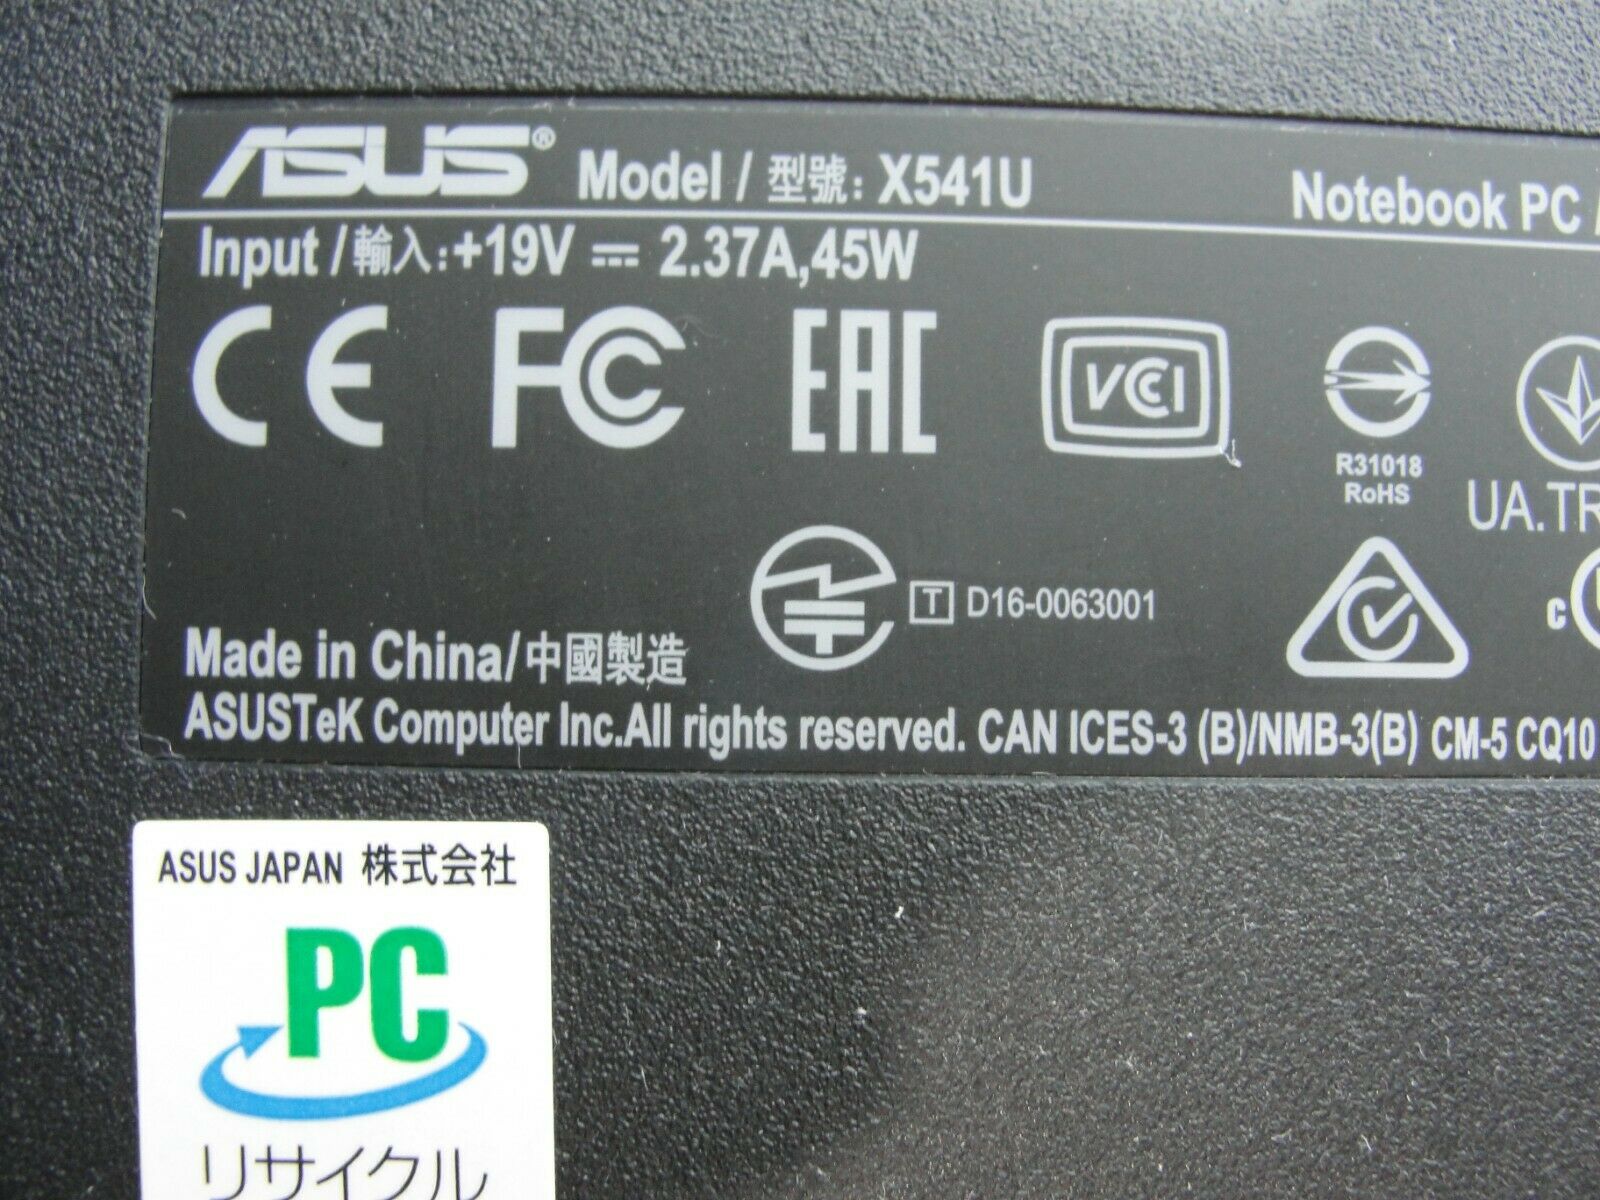 ASUS® Model / 型號: X541U Notebook PC
Input / 輸入: +19V ⎓ 2.37A,45W
CE FC EAC VCCI
R31018
RoHS
UA.TR
T D16-0063001
c
Made in China/中國製造
ASUSTeK Computer Inc.All rights reserved. CAN ICES-3 (B)/NMB-3(B) CM-5 CQ10
ASUS JAPAN 株式会社
PC
リサイクル